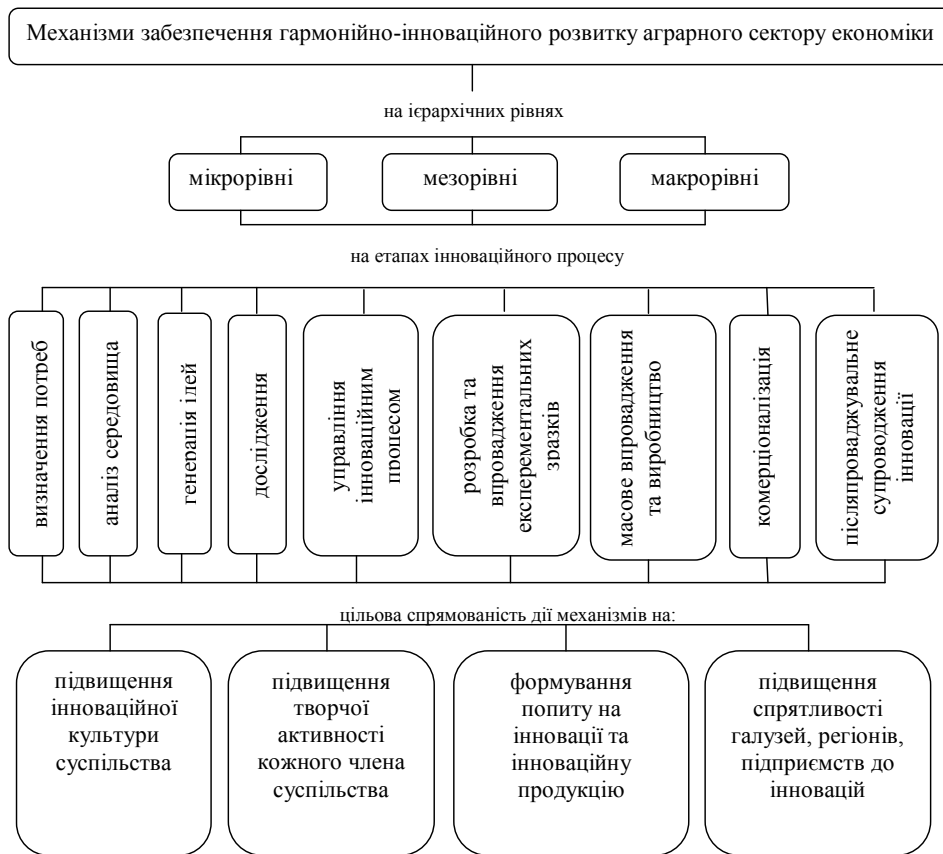 Механізми забезпечення гармонійно-інноваційного розвитку аграрного сектору економіки
на ієрархічних рівнях
мікрорівні
мезорівні
макрорівні
на етапах інноваційного процесу
визначення потреб
аналіз середовища
генерація ідей
дослідження
управління
інноваційним
процесом
розробка та
впровадження
експерементальних
зразків
масове впровадження
та виробництво
комерціоналізація
післяпроваджувальне
супроводження
інновації
цільова спрямованість дії механізмів на:
підвищення
інноваційної
культури
суспільства
підвищення
творчої
активності
кожного члена
суспільства
формування
попиту на
інновації та
інноваційну
продукцію
підвищення
спрятливості
галузей, регіонів,
підприємств до
інновацій